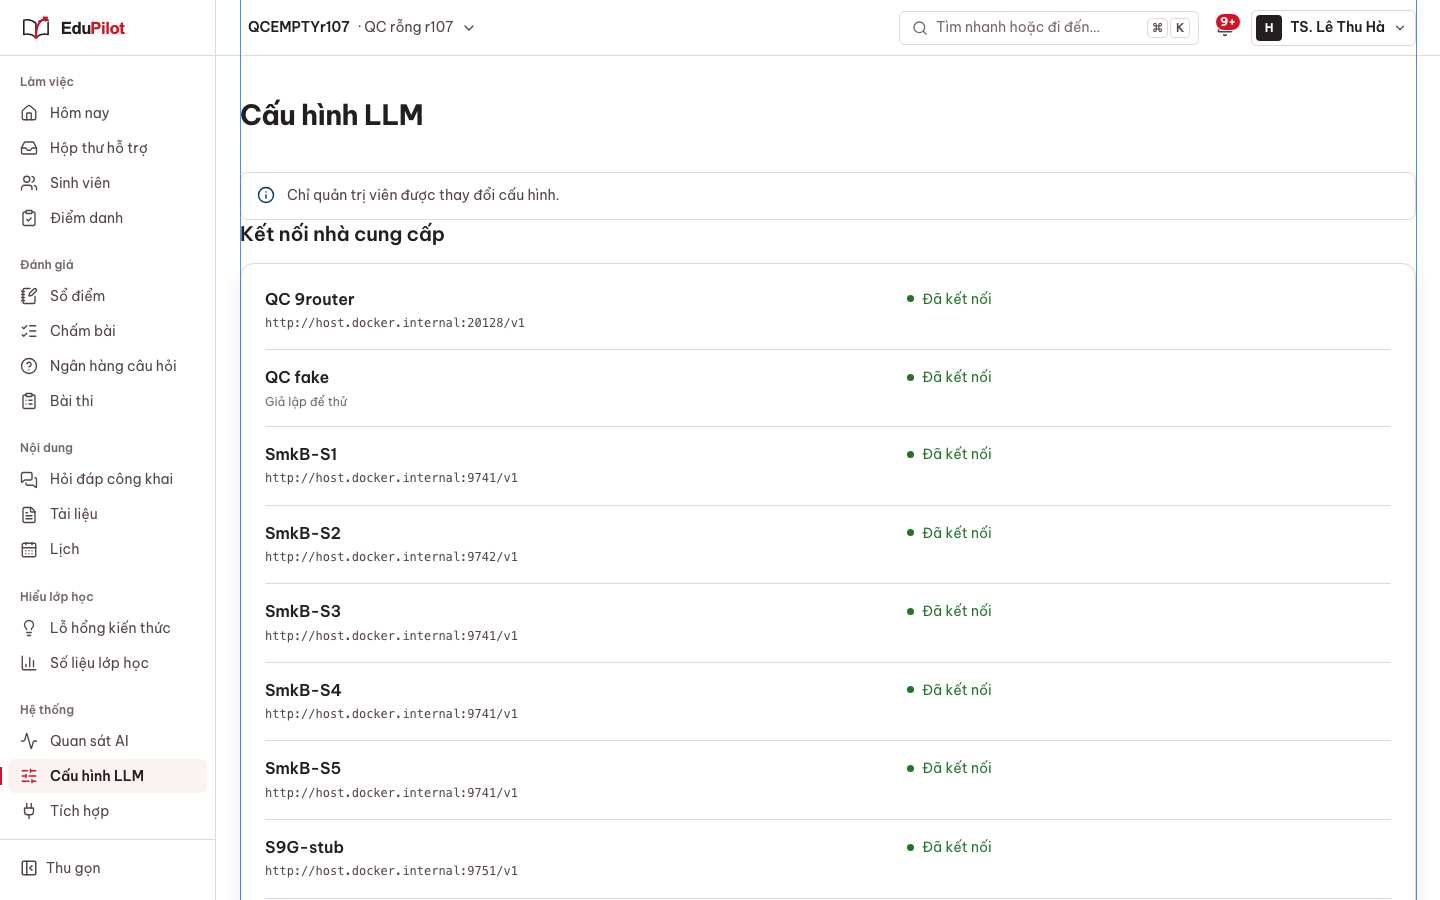 EduPilot
QCEMPTYr107 · QC rỗng r107
Tìm nhanh hoặc đi đến...
⌘ K
9+
H
TS. Lê Thu Hà
Làm việc
Hôm nay
Hộp thư hỗ trợ
Sinh viên
Điểm danh
Đánh giá
Sổ điểm
Chấm bài
Ngân hàng câu hỏi
Bài thi
Nội dung
Hỏi đáp công khai
Tài liệu
Lịch
Hiểu lớp học
Lỗ hổng kiến thức
Số liệu lớp học
Hệ thống
Quan sát AI
Cấu hình LLM
Tích hợp
Thu gọn
Cấu hình LLM
Chỉ quản trị viên được thay đổi cấu hình.
Kết nối nhà cung cấp
QC 9router
Đã kết nối
http://host.docker.internal:20128/v1
QC fake
Đã kết nối
Giả lập để thử
SmkB-S1
Đã kết nối
http://host.docker.internal:9741/v1
SmkB-S2
Đã kết nối
http://host.docker.internal:9742/v1
SmkB-S3
Đã kết nối
http://host.docker.internal:9741/v1
SmkB-S4
Đã kết nối
http://host.docker.internal:9741/v1
SmkB-S5
Đã kết nối
http://host.docker.internal:9741/v1
S9G-stub
Đã kết nối
http://host.docker.internal:9751/v1